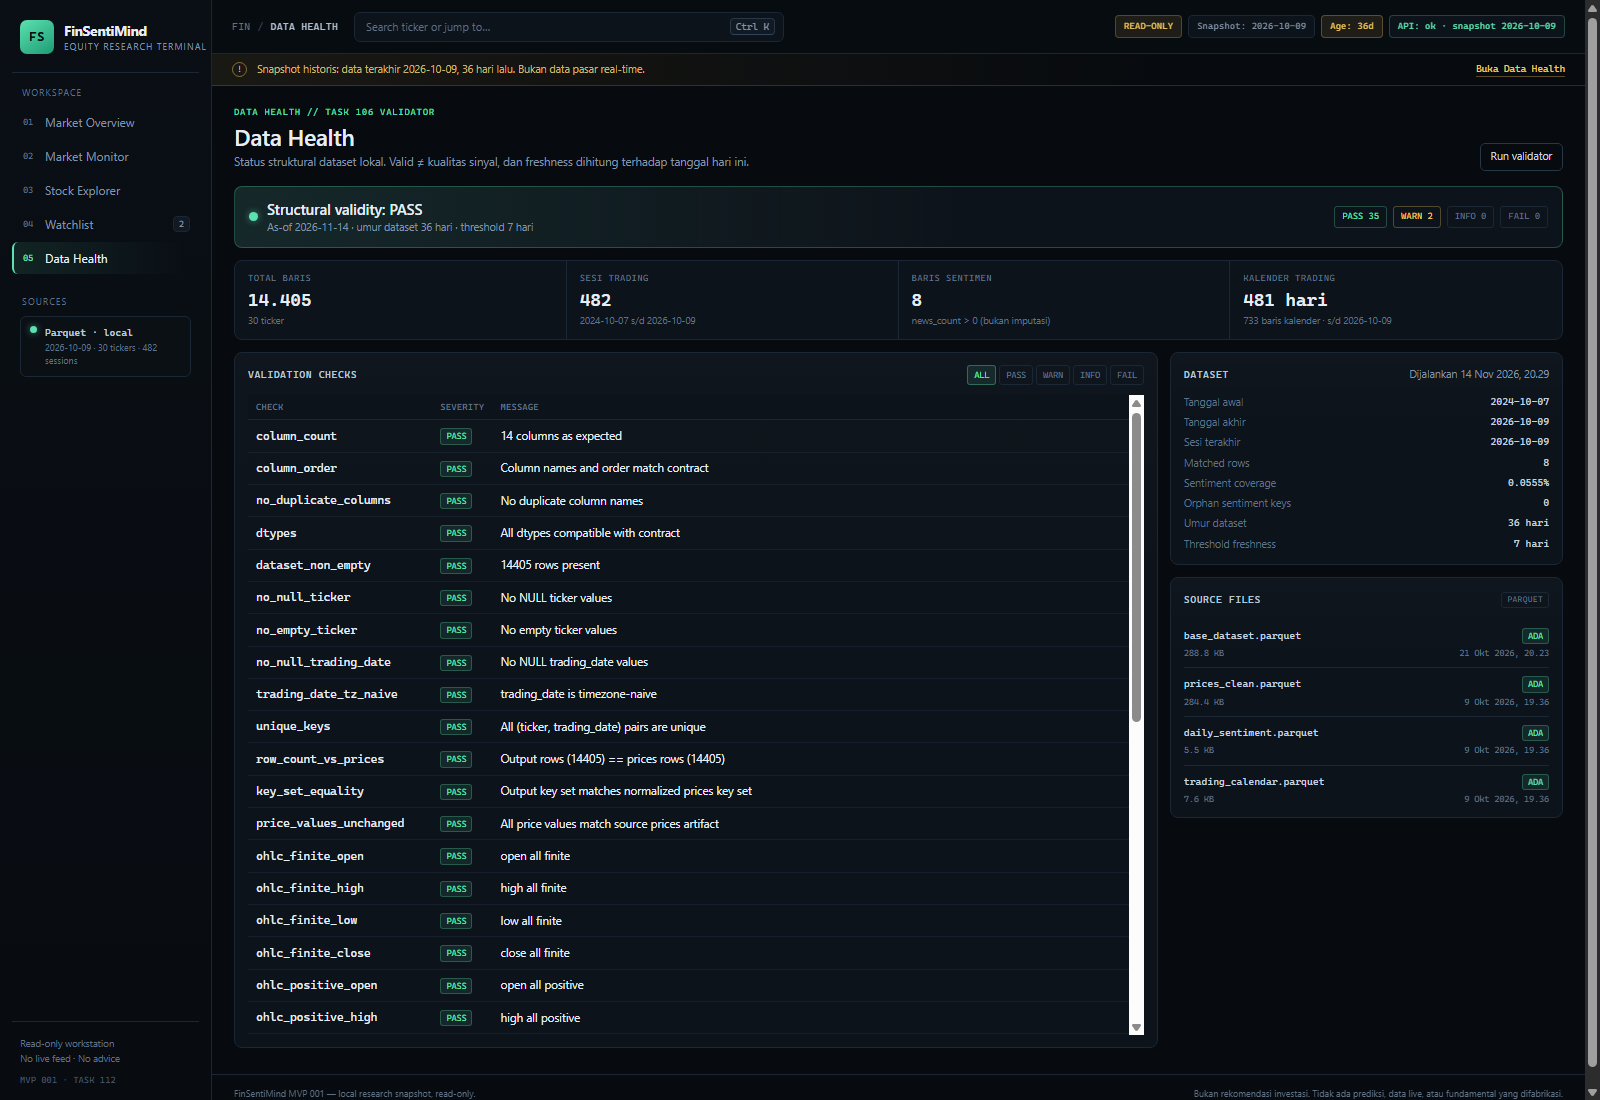 FS
FinSentiMind
EQUITY RESEARCH TERMINAL
WORKSPACE
01 Market Overview
02 Market Monitor
03 Stock Explorer
04 Watchlist 2
05 Data Health
SOURCES
Parquet · local
2026-10-09 · 30 tickers · 482
sessions
Read-only workstation
No live feed · No advice
MVP 001 · TASK 112
FIN / DATA HEALTH
Search ticker or jump to... Ctrl K
READ-ONLY
Snapshot: 2026-10-09
Age: 36d
API: ok · snapshot 2026-10-09
! Snapshot historis: data terakhir 2026-10-09, 36 hari lalu. Bukan data pasar real-time.
Buka Data Health
DATA HEALTH // TASK 106 VALIDATOR
Data Health
Status struktural dataset lokal. Valid ≠ kualitas sinyal, dan freshness dihitung terhadap tanggal hari ini.
Run validator
Structural validity: PASS
As-of 2026-11-14 · umur dataset 36 hari · threshold 7 hari
PASS 35
WARN 2
INFO 0
FAIL 0
TOTAL BARIS
14.405
30 ticker
SESI TRADING
482
2024-10-07 s/d 2026-10-09
BARIS SENTIMEN
8
news_count > 0 (bukan imputasi)
KALENDER TRADING
481 hari
733 baris kalender · s/d 2026-10-09
VALIDATION CHECKS
ALL PASS WARN INFO FAIL
CHECK SEVERITY MESSAGE
column_count PASS 14 columns as expected
column_order PASS Column names and order match contract
no_duplicate_columns PASS No duplicate column names
dtypes PASS All dtypes compatible with contract
dataset_non_empty PASS 14405 rows present
no_null_ticker PASS No NULL ticker values
no_empty_ticker PASS No empty ticker values
no_null_trading_date PASS No NULL trading_date values
trading_date_tz_naive PASS trading_date is timezone-naive
unique_keys PASS All (ticker, trading_date) pairs are unique
row_count_vs_prices PASS Output rows (14405) == prices rows (14405)
key_set_equality PASS Output key set matches normalized prices key set
price_values_unchanged PASS All price values match source prices artifact
ohlc_finite_open PASS open all finite
ohlc_finite_high PASS high all finite
ohlc_finite_low PASS low all finite
ohlc_finite_close PASS close all finite
ohlc_positive_open PASS open all positive
ohlc_positive_high PASS high all positive
DATASET Dijalankan 14 Nov 2026, 20.29
Tanggal awal 2024-10-07
Tanggal akhir 2026-10-09
Sesi terakhir 2026-10-09
Matched rows 8
Sentiment coverage 0.0555%
Orphan sentiment keys 0
Umur dataset 36 hari
Threshold freshness 7 hari
SOURCE FILES PARQUET
base_dataset.parquet ADA
288.8 KB 21 Okt 2026, 20.23
prices_clean.parquet ADA
284.4 KB 9 Okt 2026, 19.36
daily_sentiment.parquet ADA
5.5 KB 9 Okt 2026, 19.36
trading_calendar.parquet ADA
7.6 KB 9 Okt 2026, 19.36
FinSentiMind MVP 001 — local research snapshot, read-only.
Bukan rekomendasi investasi. Tidak ada prediksi, data live, atau fundamental yang difabrikasi.